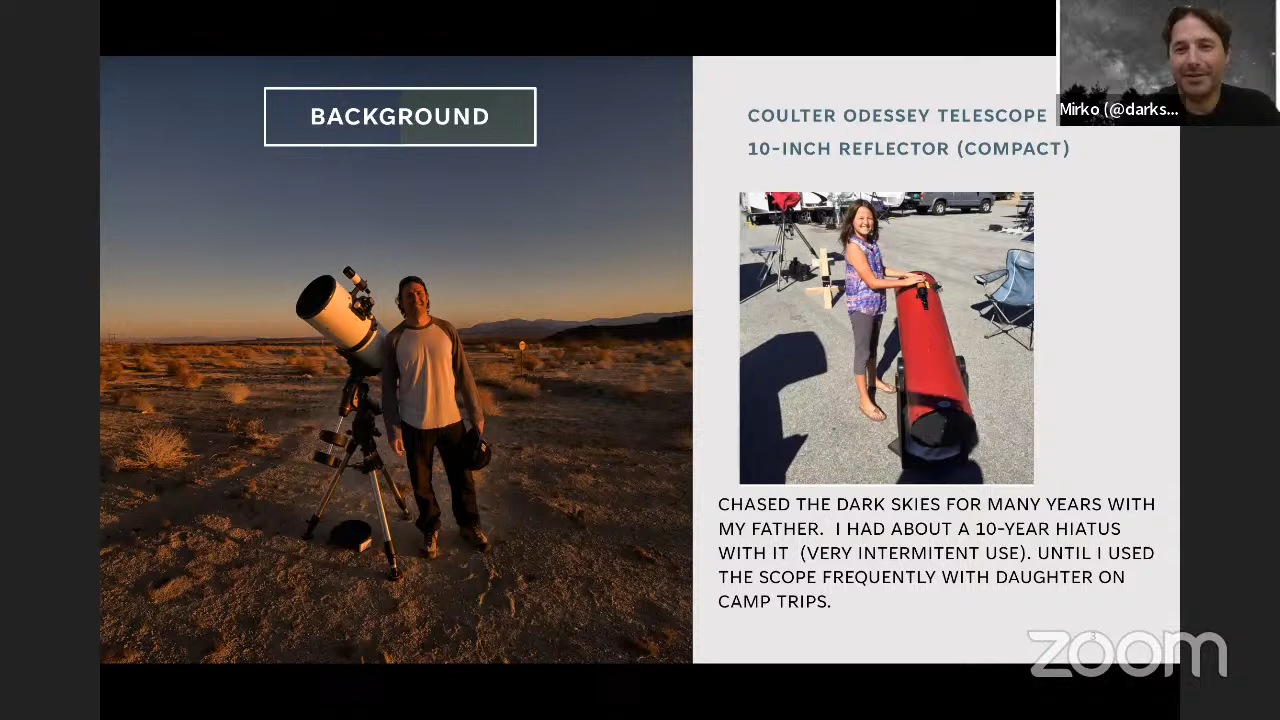 BACKGROUND
COULTER ODESSEY TELESCOPE
10-INCH REFLECTOR (COMPACT)
Mirko (@darks...
CHASED THE DARK SKIES FOR MANY YEARS WITH
MY FATHER. I HAD ABOUT A 10-YEAR HIATUS
WITH IT (VERY INTERMITENT USE). UNTIL I USED
THE SCOPE FREQUENTLY WITH DAUGHTER ON
CAMP TRIPS.
3
zoom